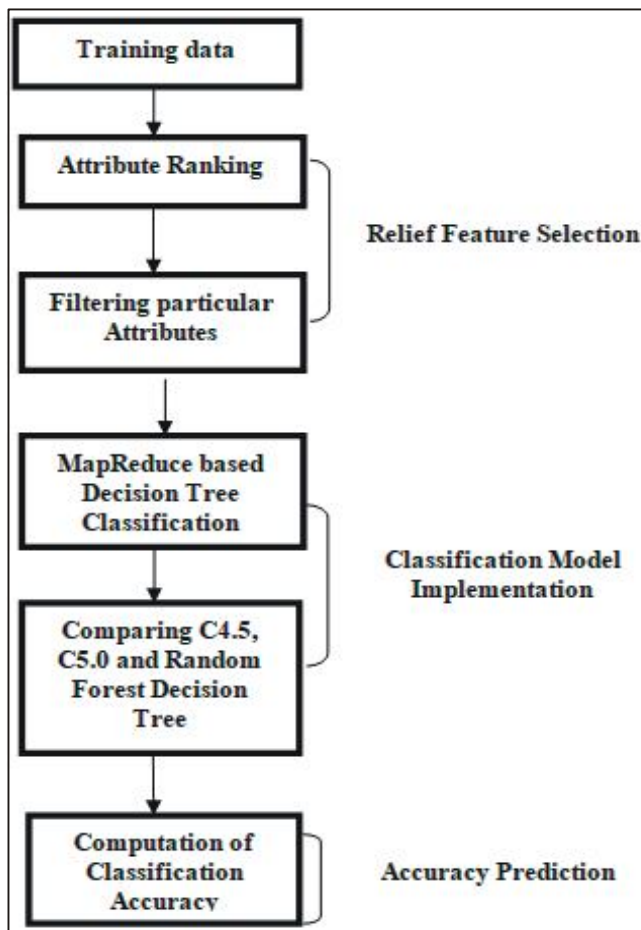 Training data
Attribute Ranking
Relief Feature Selection
Filtering particular
Attributes
MapReduce based
Decision Tree
Classification
Classification Model
Implementation
Comparing C4.5,
C5.0 and Random
Forest Decision
Tree
Computation of
Classification
Accuracy
Accuracy Prediction